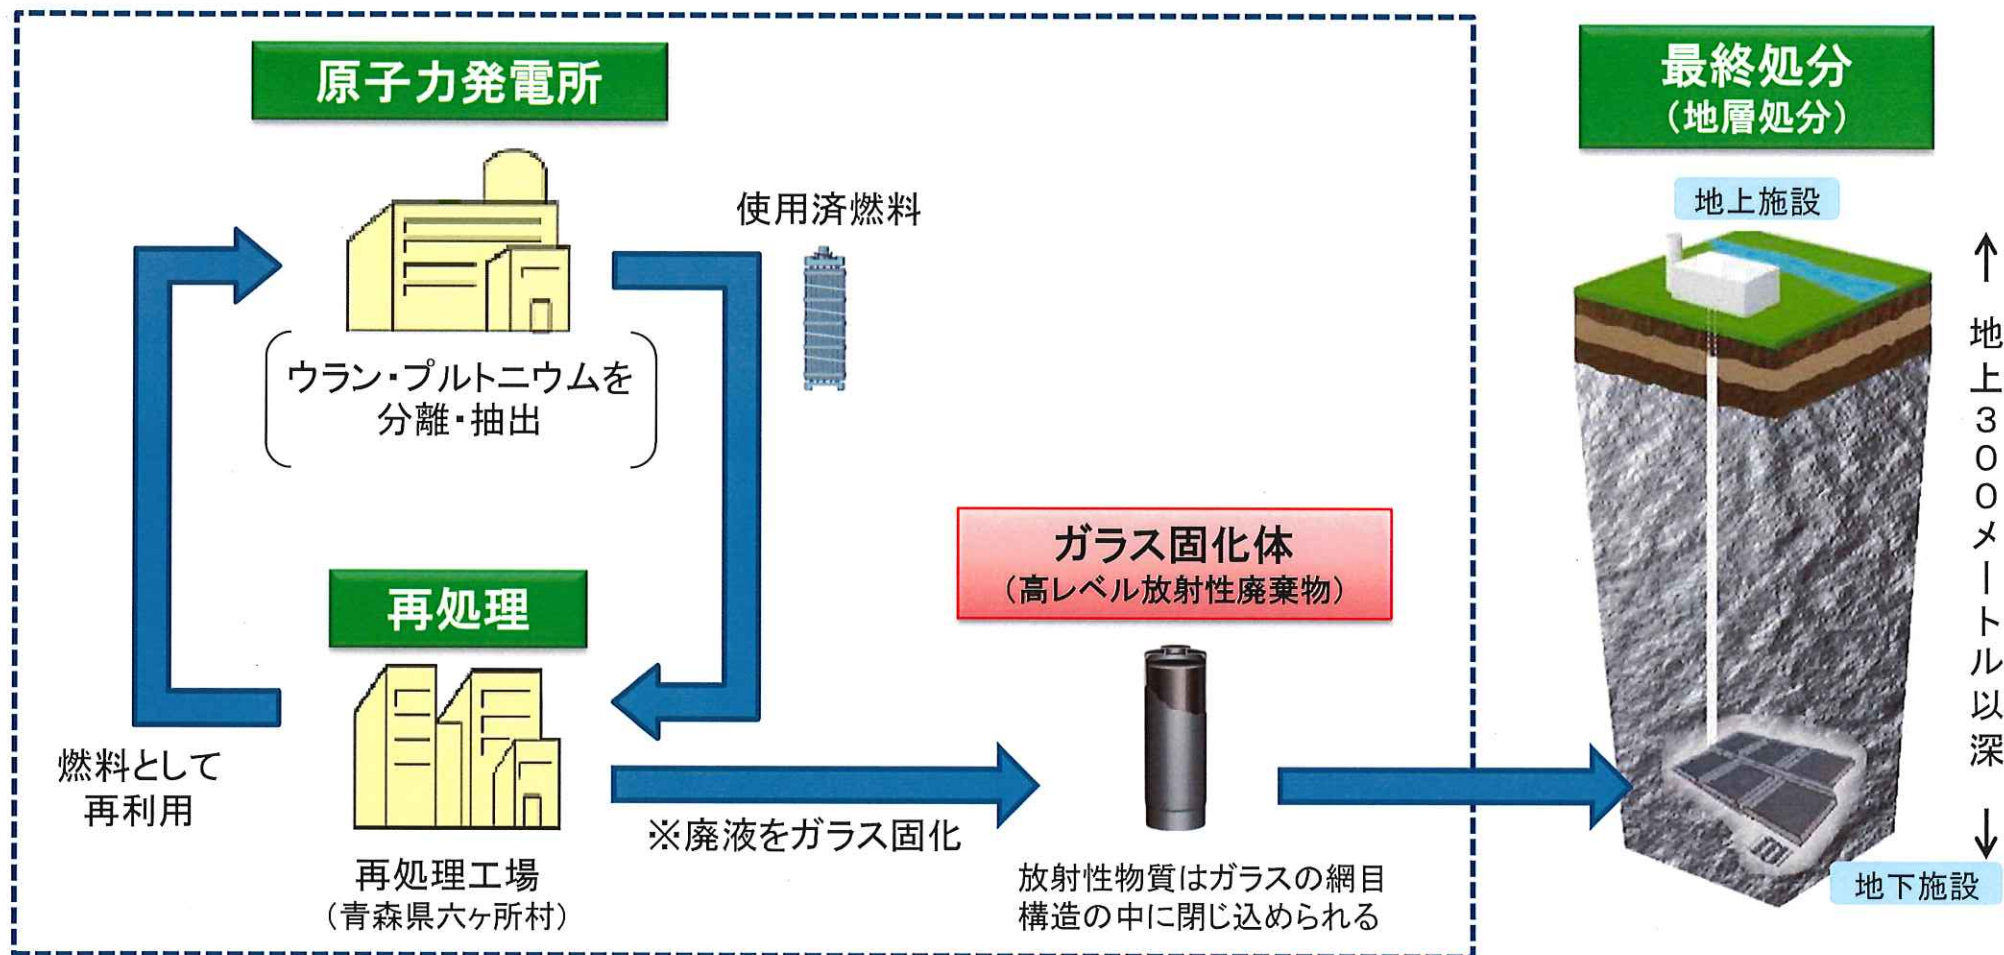 原子力発電所
使用済燃料
ウラン・プルトニウムを
分離・抽出
再処理
燃料として
再利用
再処理工場
（青森県六ヶ所村）
※廃液をガラス固化
ガラス固化体
（高レベル放射性廃棄物）
放射性物質はガラスの網目
構造の中に閉じ込められる
最終処分
（地層処分）
地上施設
地上３００メートル以深
地下施設